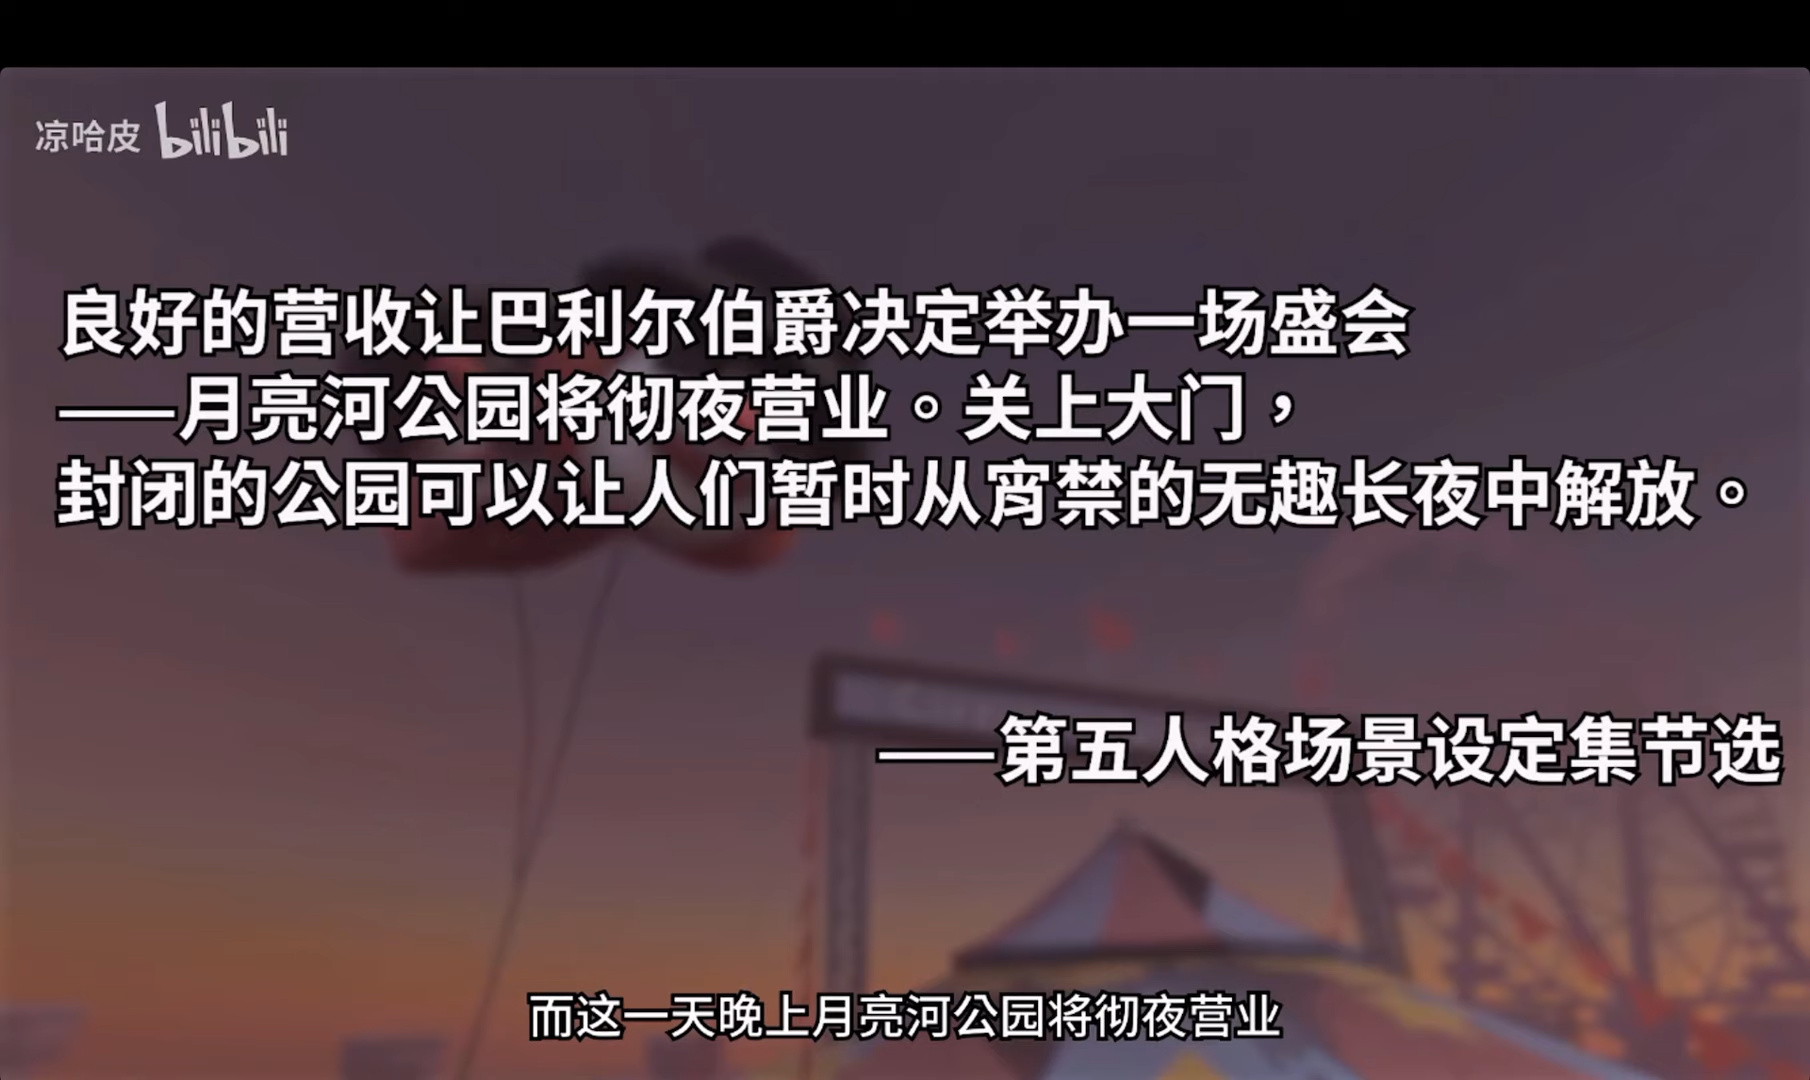 凉哈皮 bilibili
良好的营收让巴利尔伯爵决定举办一场盛会
——月亮河公园将彻夜营业。关上大门，
封闭的公园可以让人们暂时从宵禁的无趣长夜中解放。
——第五人格场景设定集节选
而这一天晚上月亮河公园将彻夜营业